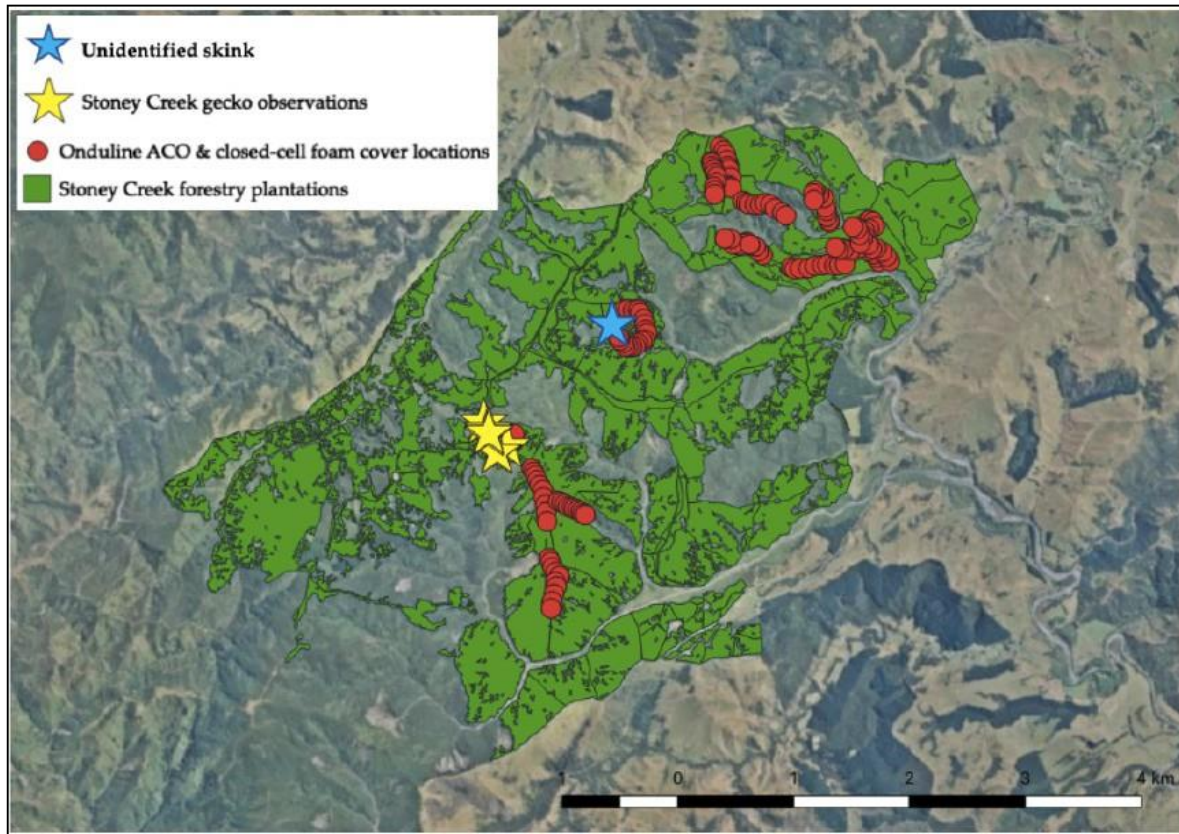 Unidentified skink
Stoney Creek gecko observations
Onduline ACO & closed-cell foam cover locations
Stoney Creek forestry plantations
1 0 1 2 3 4 km